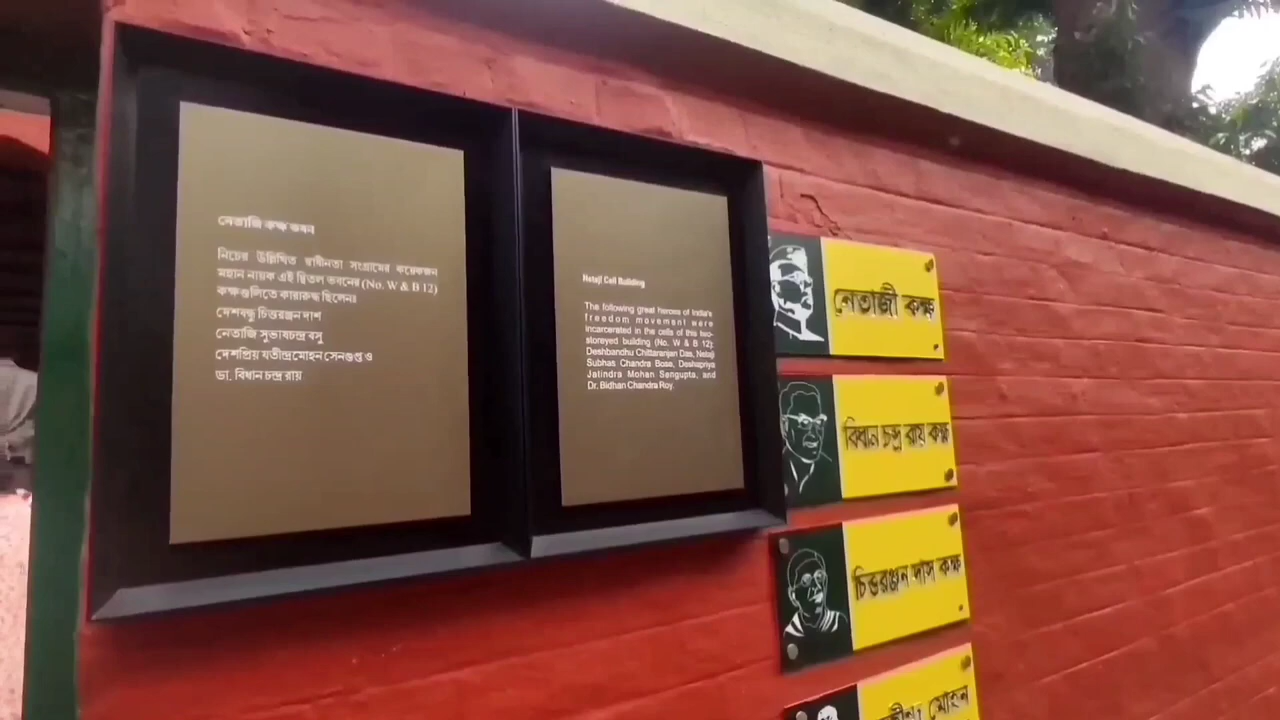 নেতাজি কক্ষ ভবন
নিচের উল্লিখিত স্বাধীনতা সংগ্রামের কয়েকজন
মহান নায়ক এই দ্বিতল ভবনের (No. W & B 12)
কক্ষগুলিতে কারারুদ্ধ ছিলেনঃ
দেশবন্ধু চিত্তরঞ্জন দাশ
নেতাজি সুভাষচন্দ্র বসু
দেশপ্রিয় যতীন্দ্রমোহন সেনগুপ্ত ও
ডা. বিধান চন্দ্র রায়
Netaji Cell Building
The following great heroes of India's
freedom movement were
incarcerated in the cells of this two-
storeyed building (No. W & B 12):
Deshbandhu Chittaranjan Das, Netaji
Subhas Chandra Bose, Deshapriya
Jatindra Mohan Sengupta, and
Dr. Bidhan Chandra Roy.
নেতাজী কক্ষ
বিধান চন্দ্র রায় কক্ষ
চিত্তরঞ্জন দাস কক্ষ
মোহন